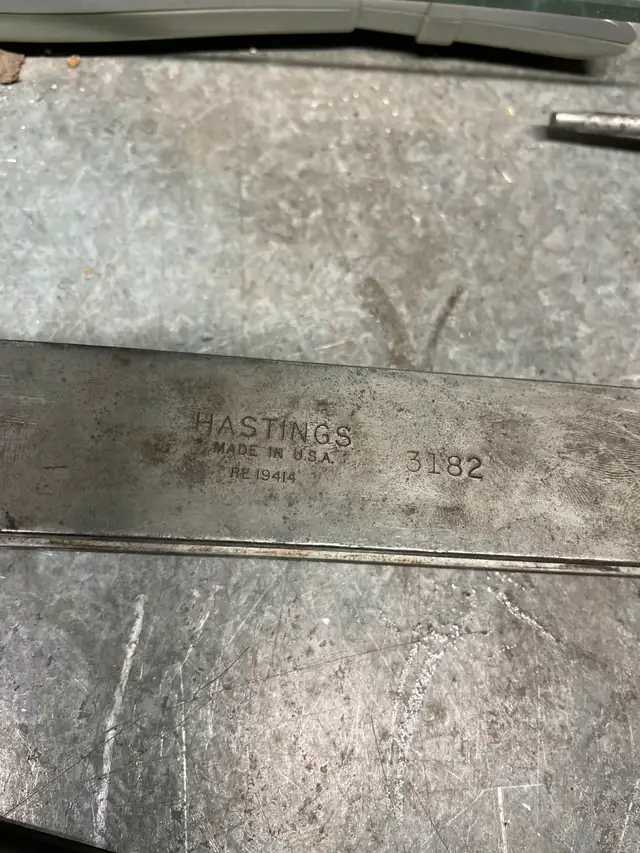 HASTINGS
MADE IN U.S.A.
RE 19414
3182